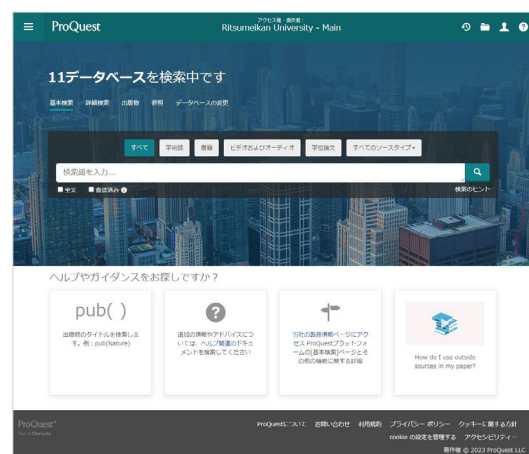 ProQuest
アクセス権・提供者:
Ritsumeikan University - Main
11データベースを検索中です
基本検索 詳細検索 出版物 参照 データベースの変更
すべて 学術誌 書籍 ビデオおよびオーディオ 学位論文 すべてのソースタイプ
検索語を入力...
全文 査読済み 検索のヒント
ヘルプやガイダンスをお探しですか?
pub( )
出版物のタイトルを検索しま
す。例:pub(Nature)
追加の情報やアドバイスにつ
いては、ヘルプ関連のドキュ
メントを検索してください
当社の製品情報ページにアク
セス ProQuestプラットフォ
ームの[基本検索]ページとそ
の他の機能に関する詳細
How do I use outside
sources in my paper?
ProQuest
Part of Clarivate
ProQuestについて お問い合わせ 利用規約 プライバシー ポリシー クッキーに関する方針
cookie の設定を管理する アクセシビリティー
著作権 © 2023 ProQuest LLC